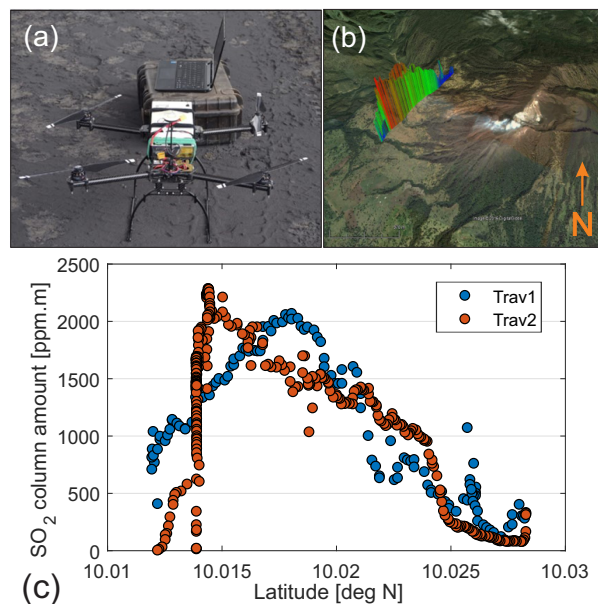 (a)
(b)
N
(c)
2500
2000
1500
1000
500
0
SO2 column amount [ppm.m]
Trav1
Trav2
10.01
10.015
10.02
10.025
10.03
Latitude [deg N]